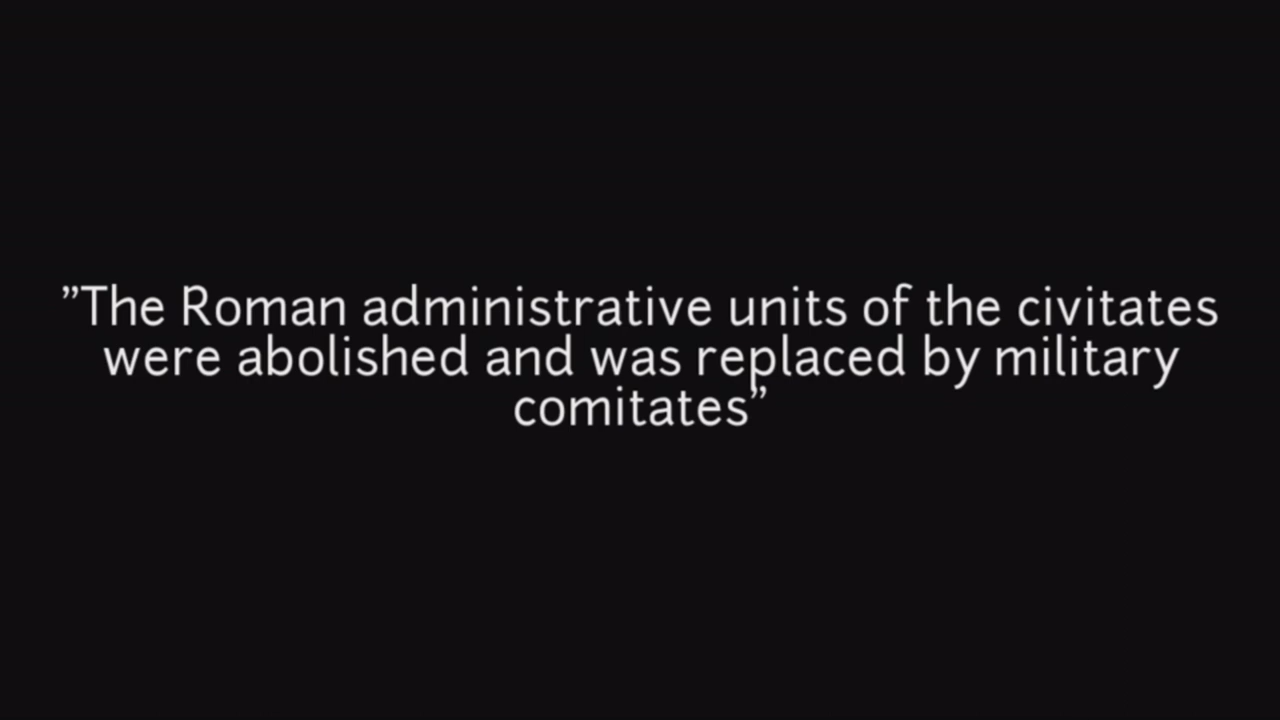 ”The Roman administrative units of the civitates
were abolished and was replaced by military
comitates”